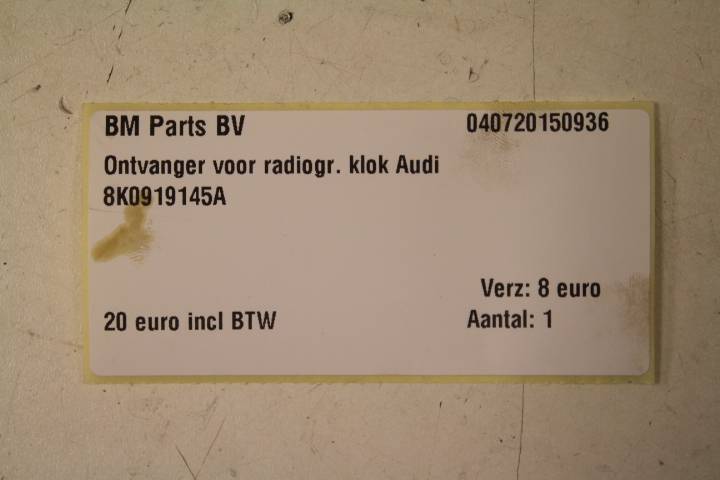 BM Parts BV 040720150936
Ontvanger voor radiogr. klok Audi
8K0919145A
Verz: 8 euro
20 euro incl BTW Aantal: 1